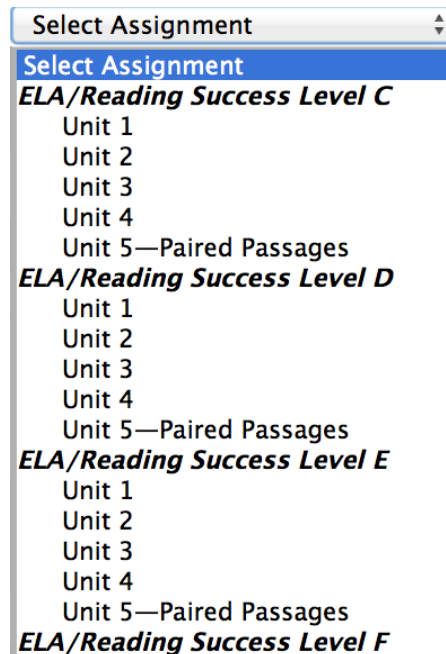 Select Assignment
Select Assignment
ELA/Reading Success Level C
Unit 1
Unit 2
Unit 3
Unit 4
Unit 5—Paired Passages
ELA/Reading Success Level D
Unit 1
Unit 2
Unit 3
Unit 4
Unit 5—Paired Passages
ELA/Reading Success Level E
Unit 1
Unit 2
Unit 3
Unit 4
Unit 5—Paired Passages
ELA/Reading Success Level F